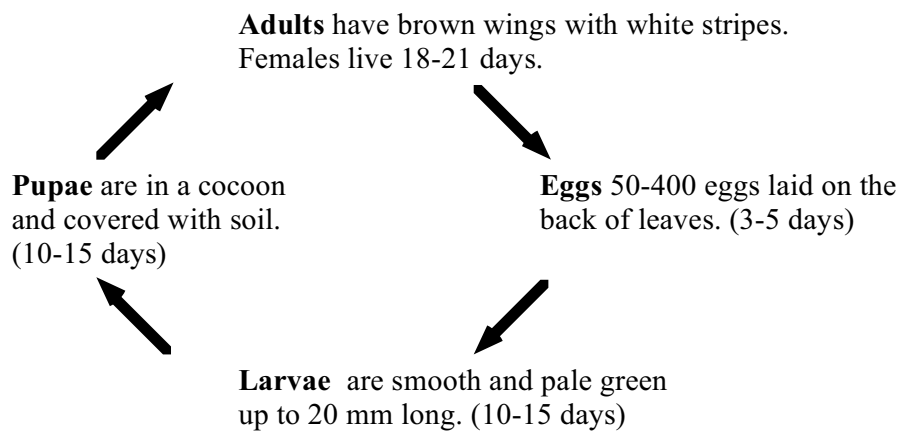 Adults have brown wings with white stripes.
Females live 18-21 days.
Pupae are in a cocoon
and covered with soil.
(10-15 days)
Eggs 50-400 eggs laid on the
back of leaves. (3-5 days)
Larvae are smooth and pale green
up to 20 mm long. (10-15 days)